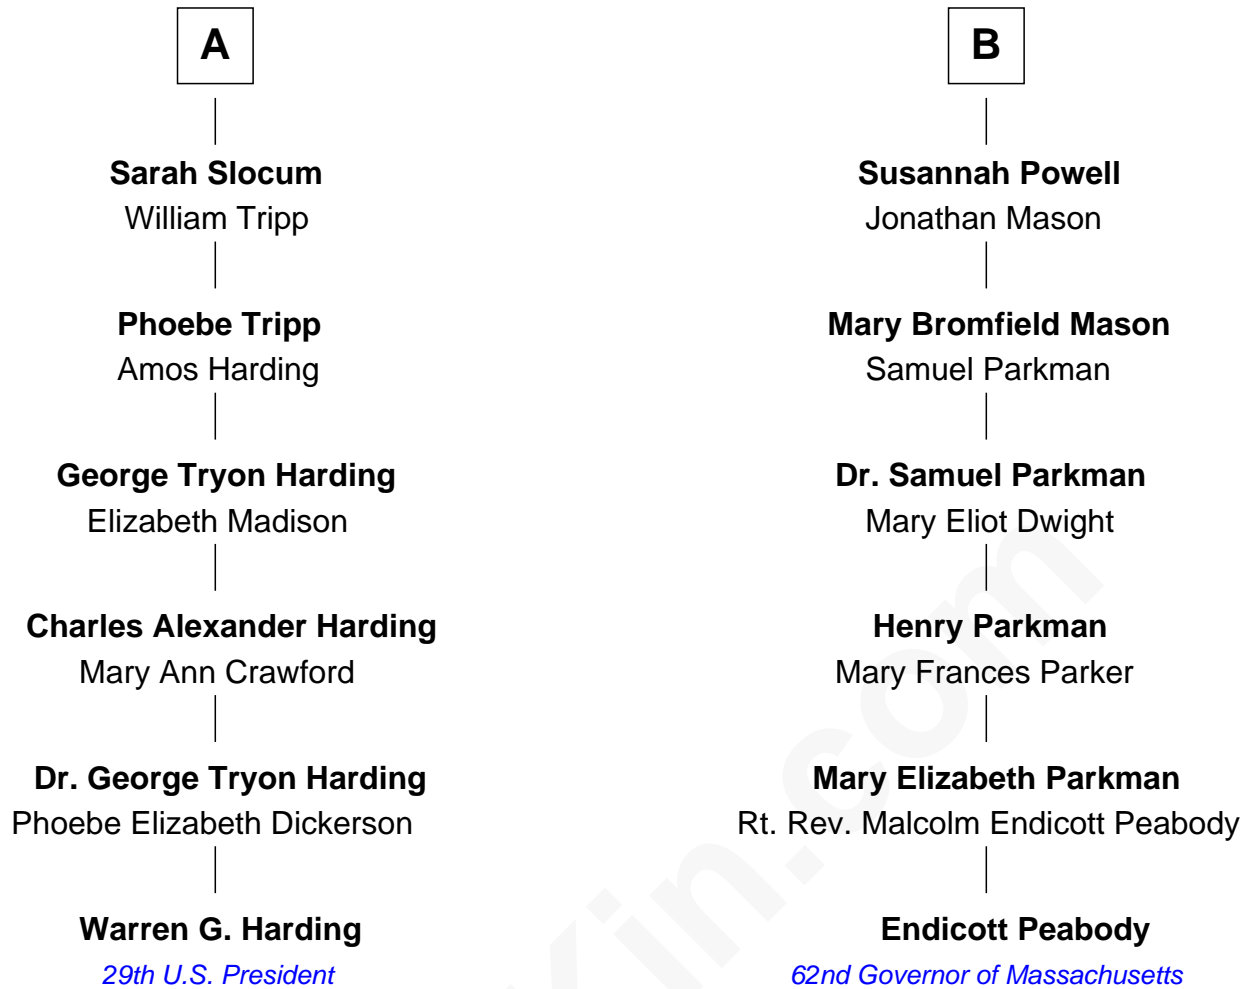 A
Sarah Slocum
William Tripp
Phoebe Tripp
Amos Harding
George Tryon Harding
Elizabeth Madison
Charles Alexander Harding
Mary Ann Crawford
Dr. George Tryon Harding
Phoebe Elizabeth Dickerson
Warren G. Harding
29th U.S. President
B
Susannah Powell
Jonathan Mason
Mary Bromfield Mason
Samuel Parkman
Dr. Samuel Parkman
Mary Eliot Dwight
Henry Parkman
Mary Frances Parker
Mary Elizabeth Parkman
Rt. Rev. Malcolm Endicott Peabody
Endicott Peabody
62nd Governor of Massachusetts
Kin.com